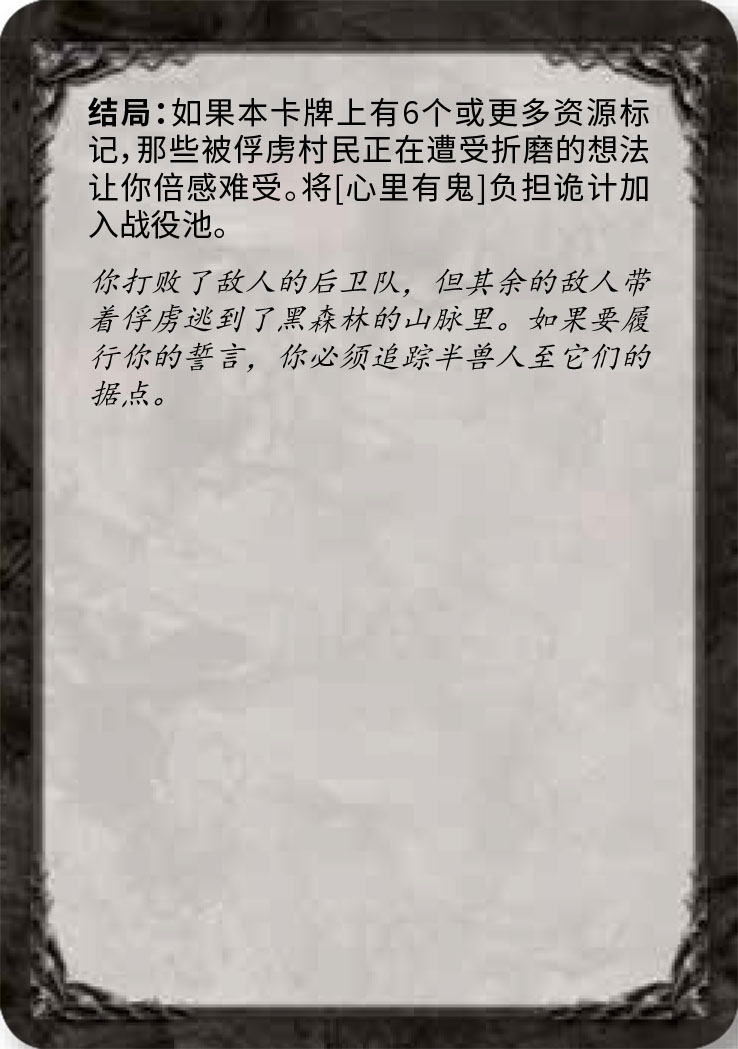 结局：如果本卡牌上有6个或更多资源标
记，那些被俘虏村民正在遭受折磨的想法
让你倍感难受。将[心里有鬼]负担诡计加
入战役池。
你打败了敌人的后卫队，但其余的敌人带
着俘虏逃到了黑森林的山脉里。如果要履
行你的誓言，你必须追踪半兽人至它们的
据点。